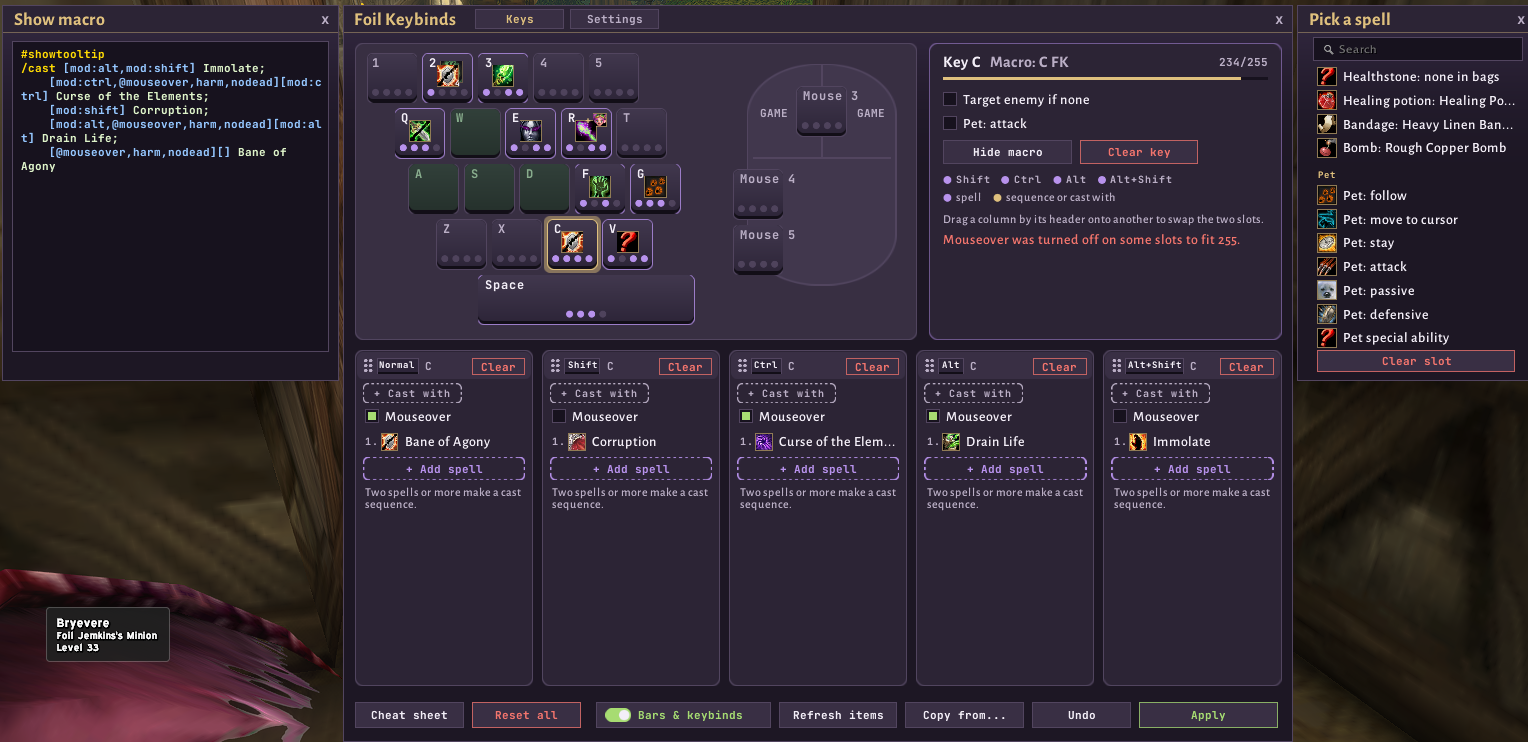 Show macro
x
#showtooltip
/cast [mod:alt,mod:shift] Immolate;
[mod:ctrl,@mouseover,harm,nodead][mod:c
trl] Curse of the Elements;
[mod:shift] Corruption;
[mod:alt,@mouseover,harm,nodead][mod:al
t] Drain Life;
[@mouseover,harm,nodead][] Bane of
Agony
Foil Keybinds
Keys
Settings
x
1 2 3 4 5
Q W E R T
A S D F G
Z X C V
Space
Mouse 3
GAME GAME
Mouse 4
Mouse 5
Key C Macro: C FK 234/255
Target enemy if none
Pet: attack
Hide macro
Clear key
Shift Ctrl Alt Alt+Shift
spell sequence or cast with
Drag a column by its header onto another to swap the two slots.
Mouseover was turned off on some slots to fit 255.
Normal C Clear
+ Cast with
Mouseover
1. Bane of Agony
+ Add spell
Two spells or more make a cast
sequence.
Shift C Clear
+ Cast with
Mouseover
1. Corruption
+ Add spell
Two spells or more make a cast
sequence.
Ctrl C Clear
+ Cast with
Mouseover
1. Curse of the Elem...
+ Add spell
Two spells or more make a cast
sequence.
Alt C Clear
+ Cast with
Mouseover
1. Drain Life
+ Add spell
Two spells or more make a cast
sequence.
Alt+Shift C Clear
+ Cast with
Mouseover
1. Immolate
+ Add spell
Two spells or more make a cast
sequence.
Cheat sheet
Reset all
Bars & keybinds
Refresh items
Copy from...
Undo
Apply
Pick a spell
x
Search
Healthstone: none in bags
Healing potion: Healing Po...
Bandage: Heavy Linen Ban...
Bomb: Rough Copper Bomb
Pet
Pet: follow
Pet: move to cursor
Pet: stay
Pet: attack
Pet: passive
Pet: defensive
Pet special ability
Clear slot
Bryevere
Foil Jemkins's Minion
Level 33